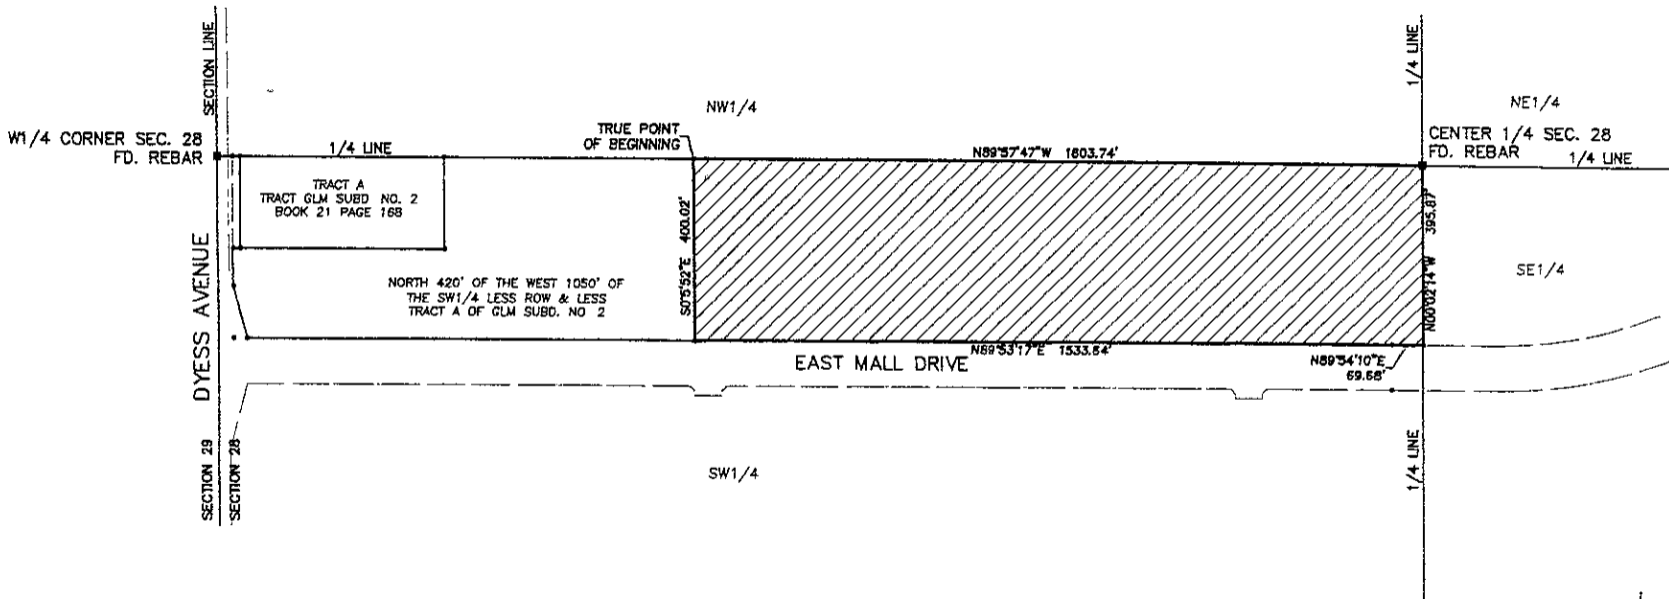 SECTION LINE
1/4 LINE
NW1/4
NE1/4
W1/4 CORNER SEC. 28
FD. REBAR
1/4 LINE
TRUE POINT
OF BEGINNING
N89°57'47"W 1603.74'
CENTER 1/4 SEC. 28
FD. REBAR
1/4 LINE
TRACT A
TRACT GLM SUBD NO. 2
BOOK 21 PAGE 168
400.02'
S0°5'52"E
395.87'
N00°02'14"W
SE1/4
DYESS AVENUE
NORTH 420' OF THE WEST 1050' OF
THE SW1/4 LESS ROW & LESS
TRACT A OF GLM SUBD. NO 2
N89°53'17"E 1533.64'
EAST MALL DRIVE
N89°54'10"E
69.68'
SECTION 29
SECTION 28
SW1/4
1/4 LINE